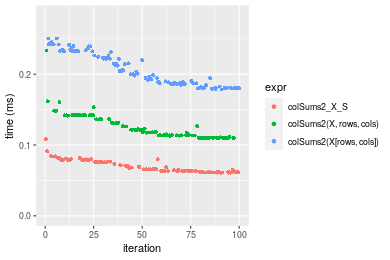 time (ms)
0.2
0.1
0.0
0
25
50
75
100
iteration
expr
colSums2_X_S
colSums2(X, rows, cols)
colSums2(X[rows, cols])